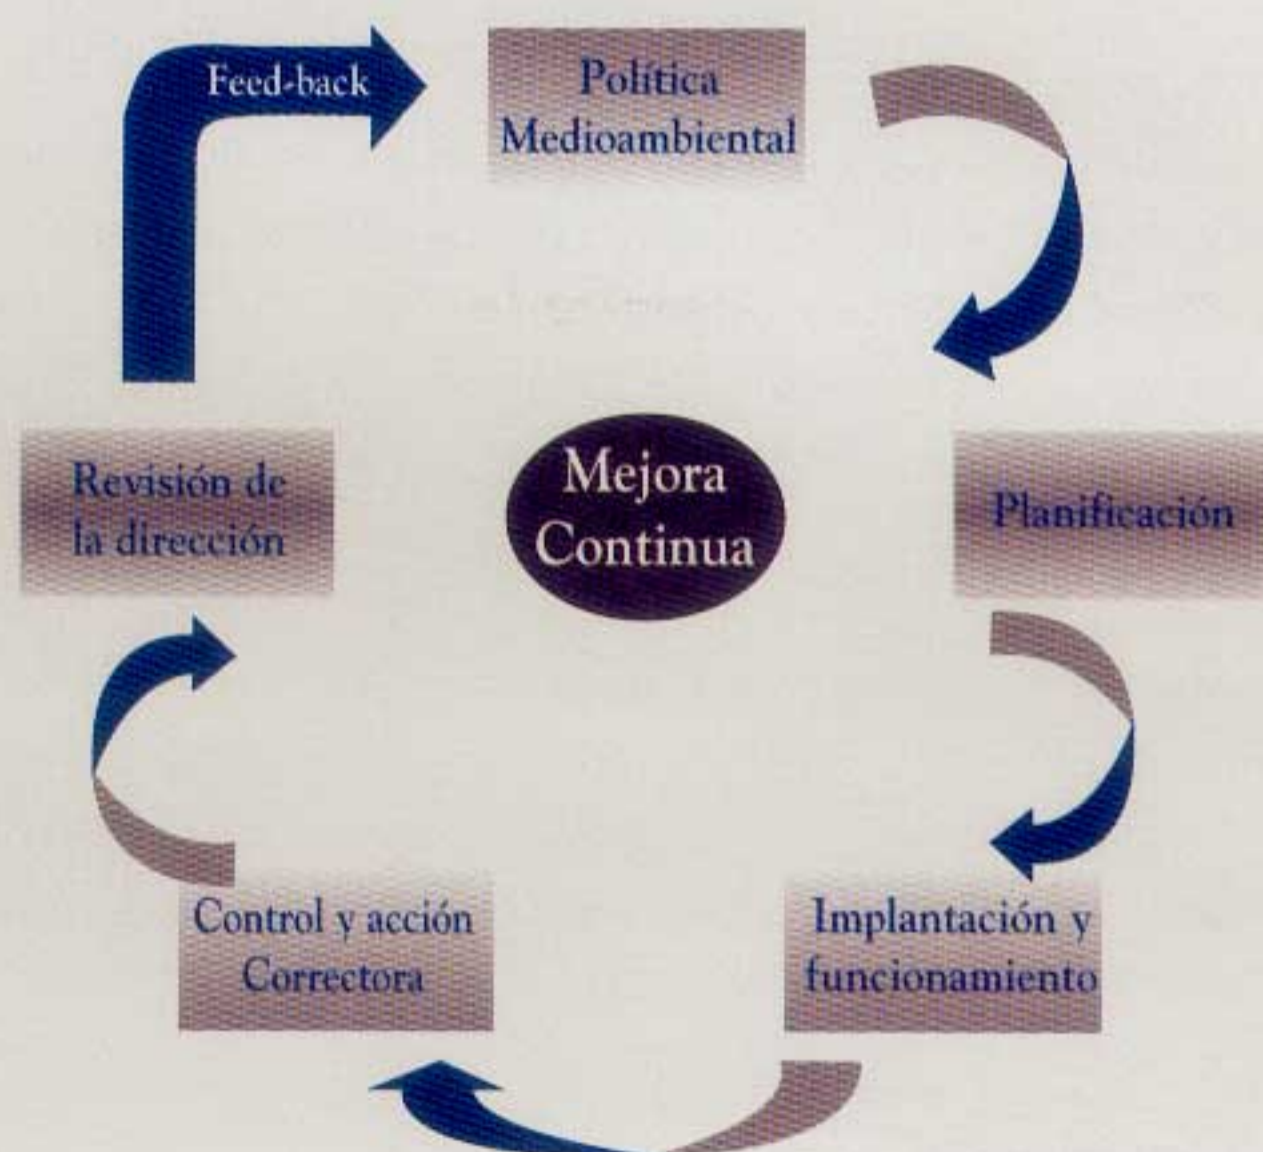 Feed-back
Política
Medioambiental
Mejora
Continua
Revisión de
la dirección
Planificación
Control y acción
Correctora
Implantación y
funcionamiento